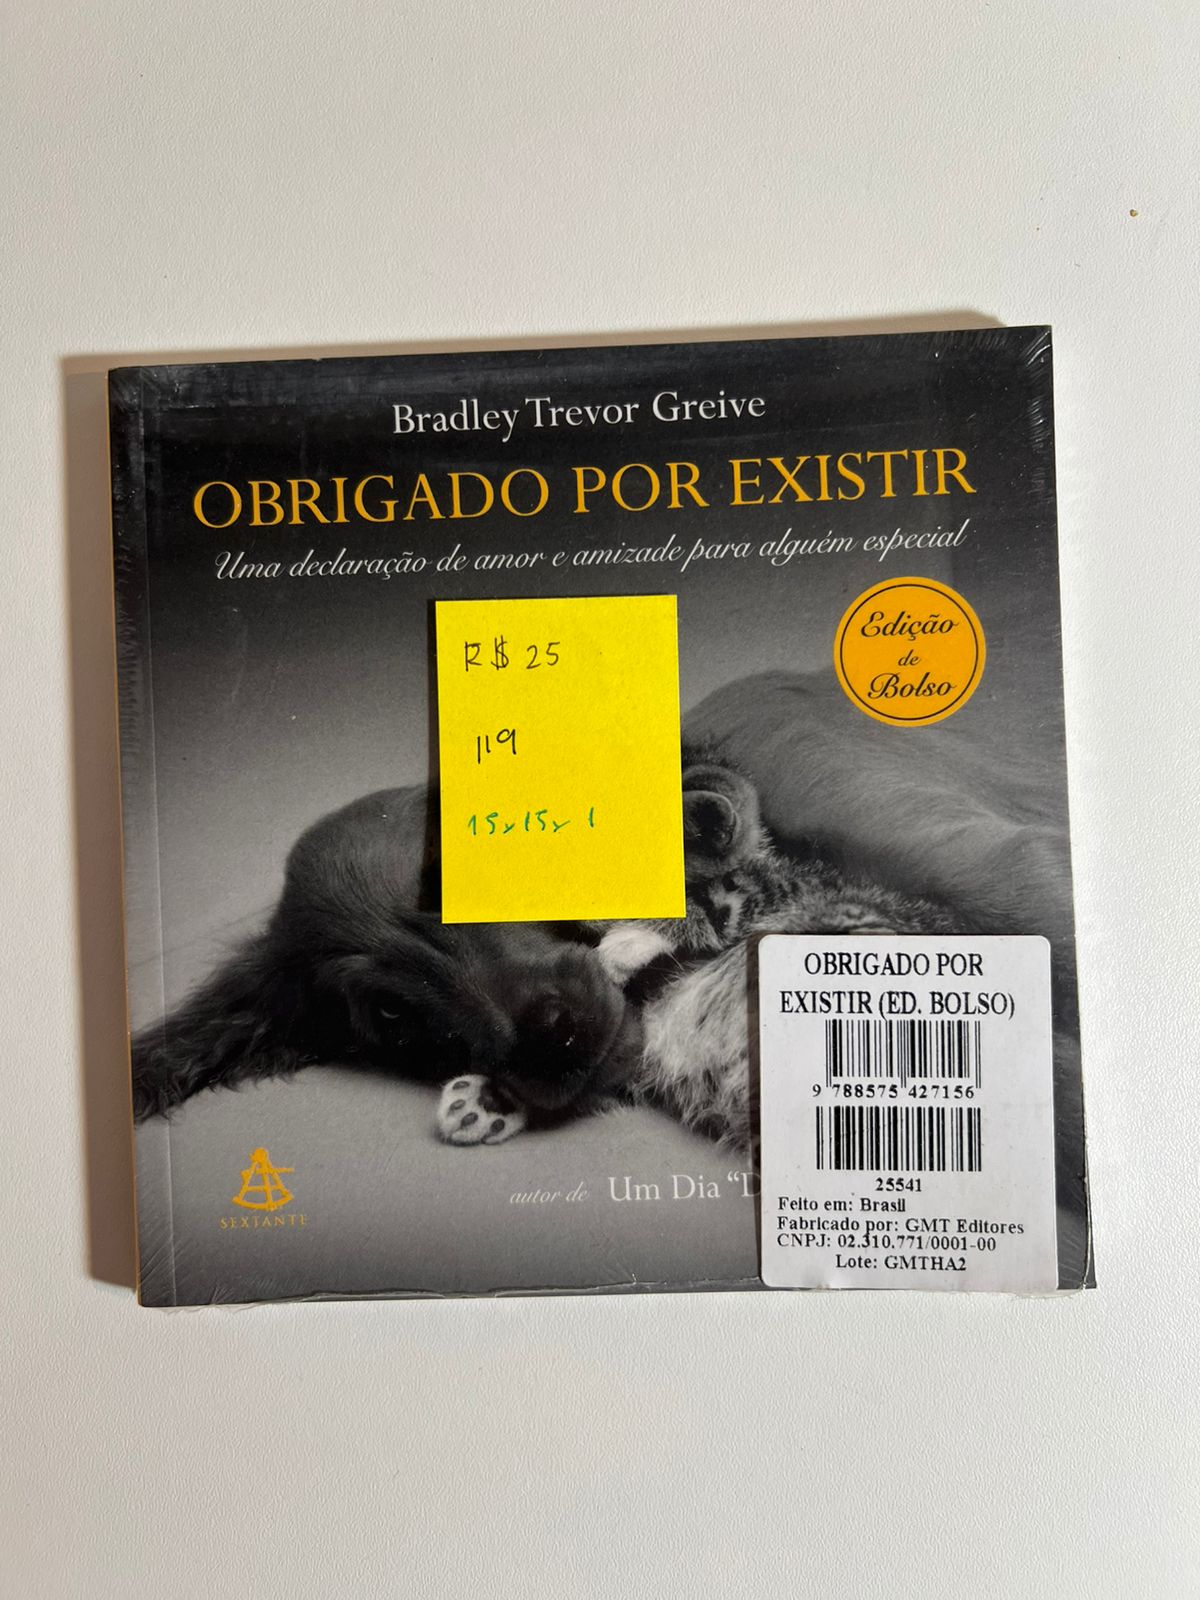 Bradley Trevor Greive
OBRIGADO POR EXISTIR
Uma declaração de amor e amizade para alguém especial
Edição
de
Bolso
R$ 25
119
15x15x1
OBRIGADO POR
EXISTIR (ED. BOLSO)
9 788575 427156
25541
Feito em: Brasil
Fabricado por: GMT Editores
CNPJ: 02.310.771/0001-00
Lote: GMTHA2
autor de Um Dia "D
SEXTANTE